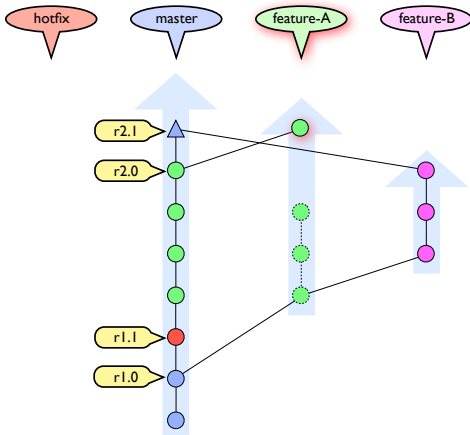 hotfix
master
feature-A
feature-B
r2.1
r2.0
r1.1
r1.0